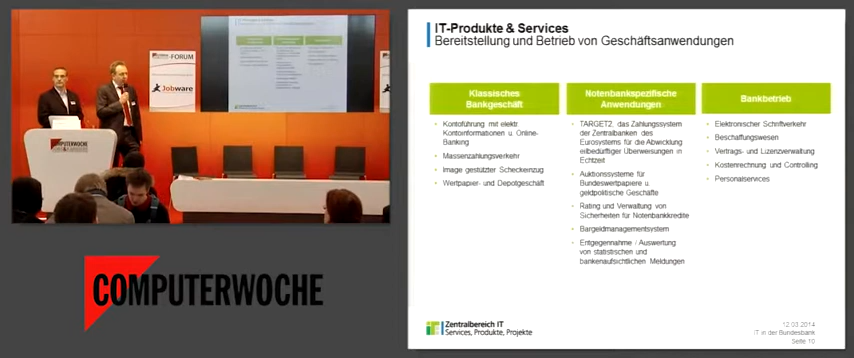 FORUM
Jobware
COMPUTERWOCHE
COMPUTERWOCHE
IT-Produkte & Services
Bereitstellung und Betrieb von Geschäftsanwendungen
Klassisches
Bankgeschäft
Kontoführung mit elektr
Kontorinformationen u. Online-
Banking
Massenzahlungsverkehr
Image gestützter Scheckeinzug
Wertpapier- und Depotgeschäft
Notenbankspezifische
Anwendungen
TARGET2, das Zahlungssystem
der Zentralbanken des
Eurosystems für die Abwicklung
eilbedürftiger Überweisungen in
Echtzeit
Auktionssysteme für
Bundeswertpapiere u.
geldpolitische Geschäfte
Rating und Verwaltung von
Sicherheiten für Notenbankkredite
Bargeldmanagementsystem
Entgegennahme / Auswertung
von statistischen und
bankenaufsichtlichen Meldungen
Bankbetrieb
Elektronischer Schriftverkehr
Beschaffungswesen
Vertrags- und Lizenzverwaltung
Kostenrechnung und Controlling
Personalservices
iT Zentralbereich IT
Services, Produkte, Projekte
12.03.2014
IT in der Bundesbank
Seite 10